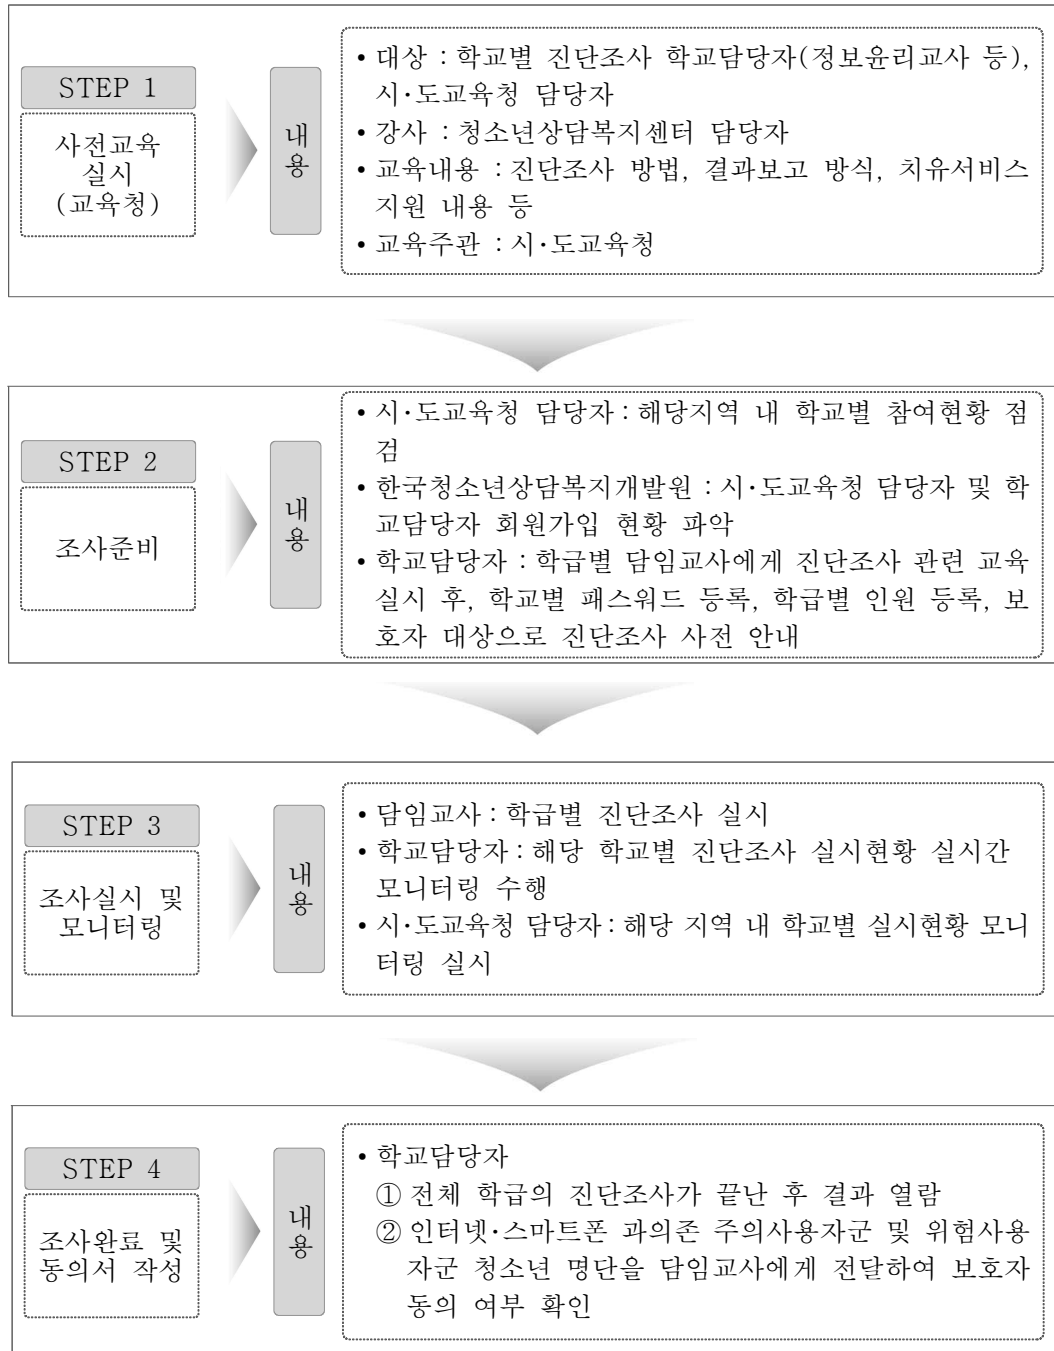 STEP 1
사전교육
실시
(교육청)
내
용
• 대상 : 학교별 진단조사 학교담당자(정보윤리교사 등),
시·도교육청 담당자
• 강사 : 청소년상담복지센터 담당자
• 교육내용 : 진단조사 방법, 결과보고 방식, 치유서비스
지원 내용 등
• 교육주관 : 시·도교육청
STEP 2
조사준비
내
용
• 시·도교육청 담당자 : 해당지역 내 학교별 참여현황 점
검
• 한국청소년상담복지개발원 : 시·도교육청 담당자 및 학
교담당자 회원가입 현황 파악
• 학교담당자 : 학급별 담임교사에게 진단조사 관련 교육
실시 후, 학교별 패스워드 등록, 학급별 인원 등록, 보
호자 대상으로 진단조사 사전 안내
STEP 3
조사실시 및
모니터링
내
용
• 담임교사 : 학급별 진단조사 실시
• 학교담당자 : 해당 학교별 진단조사 실시현황 실시간
모니터링 수행
• 시·도교육청 담당자 : 해당 지역 내 학교별 실시현황 모니
터링 실시
STEP 4
조사완료 및
동의서 작성
내
용
• 학교담당자
① 전체 학급의 진단조사가 끝난 후 결과 열람
② 인터넷·스마트폰 과의존 주의사용자군 및 위험사용
자군 청소년 명단을 담임교사에게 전달하여 보호자
동의 여부 확인